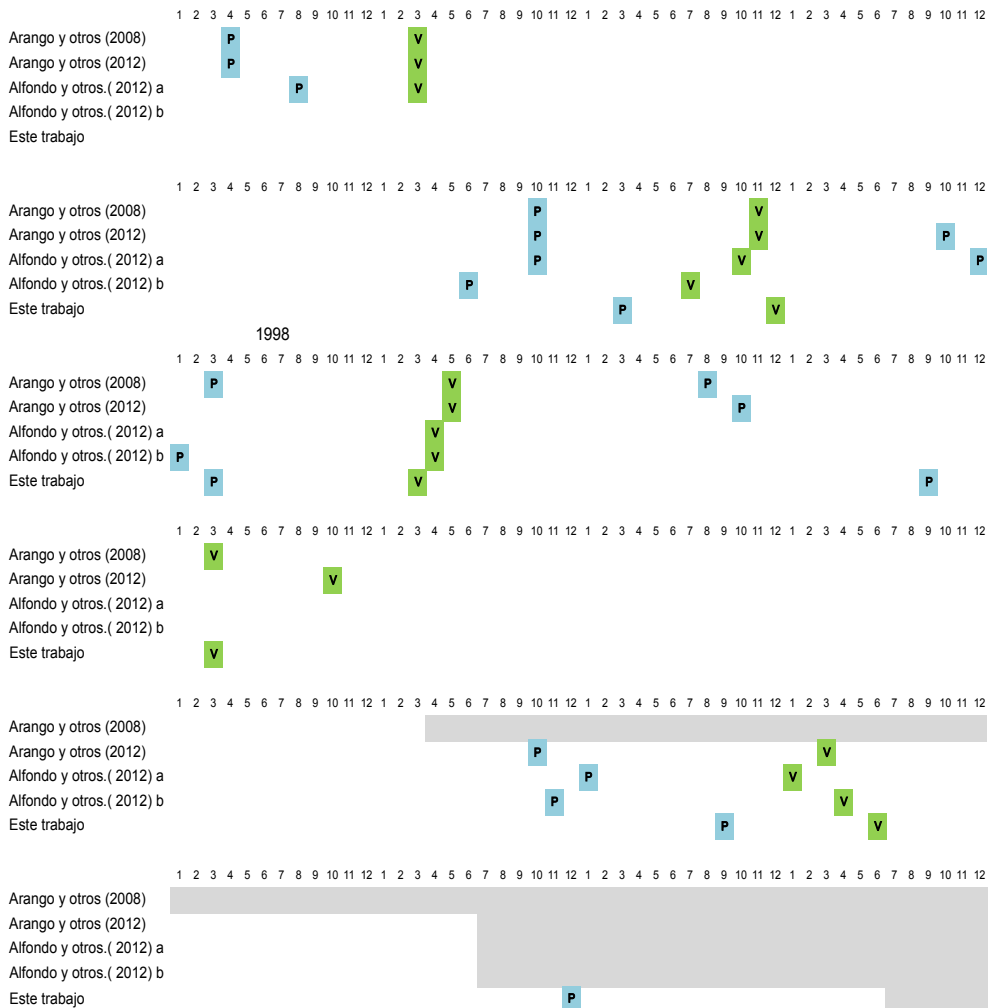 1 2 3 4 5 6 7 8 9 10 11 12 1 2 3 4 5 6 7 8 9 10 11 12 1 2 3 4 5 6 7 8 9 10 11 12 1 2 3 4 5 6 7 8 9 10 11 12
Arango y otros (2008) P V
Arango y otros (2012) P V
Alfondo y otros.( 2012) a P V
Alfondo y otros.( 2012) b
Este trabajo
1 2 3 4 5 6 7 8 9 10 11 12 1 2 3 4 5 6 7 8 9 10 11 12 1 2 3 4 5 6 7 8 9 10 11 12 1 2 3 4 5 6 7 8 9 10 11 12
Arango y otros (2008) P V
Arango y otros (2012) P V P
Alfondo y otros.( 2012) a P V P
Alfondo y otros.( 2012) b P V
Este trabajo P V
1998
1 2 3 4 5 6 7 8 9 10 11 12 1 2 3 4 5 6 7 8 9 10 11 12 1 2 3 4 5 6 7 8 9 10 11 12 1 2 3 4 5 6 7 8 9 10 11 12
Arango y otros (2008) P V P
Arango y otros (2012) V P
Alfondo y otros.( 2012) a V
Alfondo y otros.( 2012) b P V
Este trabajo P V P
1 2 3 4 5 6 7 8 9 10 11 12 1 2 3 4 5 6 7 8 9 10 11 12 1 2 3 4 5 6 7 8 9 10 11 12 1 2 3 4 5 6 7 8 9 10 11 12
Arango y otros (2008) V
Arango y otros (2012) V
Alfondo y otros.( 2012) a
Alfondo y otros.( 2012) b
Este trabajo V
1 2 3 4 5 6 7 8 9 10 11 12 1 2 3 4 5 6 7 8 9 10 11 12 1 2 3 4 5 6 7 8 9 10 11 12 1 2 3 4 5 6 7 8 9 10 11 12
Arango y otros (2008)
Arango y otros (2012) P V
Alfondo y otros.( 2012) a P V
Alfondo y otros.( 2012) b P V
Este trabajo P V
1 2 3 4 5 6 7 8 9 10 11 12 1 2 3 4 5 6 7 8 9 10 11 12 1 2 3 4 5 6 7 8 9 10 11 12 1 2 3 4 5 6 7 8 9 10 11 12
Arango y otros (2008)
Arango y otros (2012)
Alfondo y otros.( 2012) a
Alfondo y otros.( 2012) b
Este trabajo P